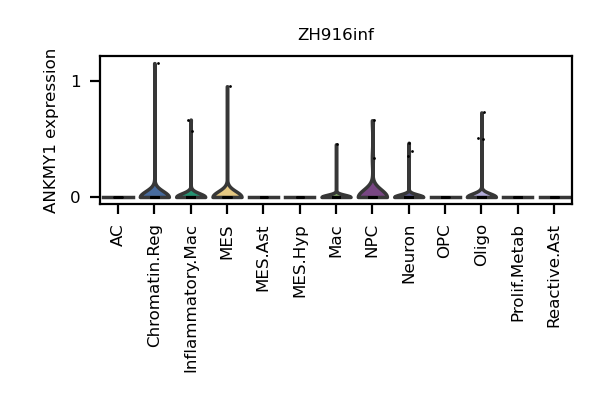 ZH916inf
ANKMY1 expression
1
0
AC
Chromatin.Reg
Inflammatory.Mac
MES
MES.Ast
MES.Hyp
Mac
NPC
Neuron
OPC
Oligo
Prolif.Metab
Reactive.Ast